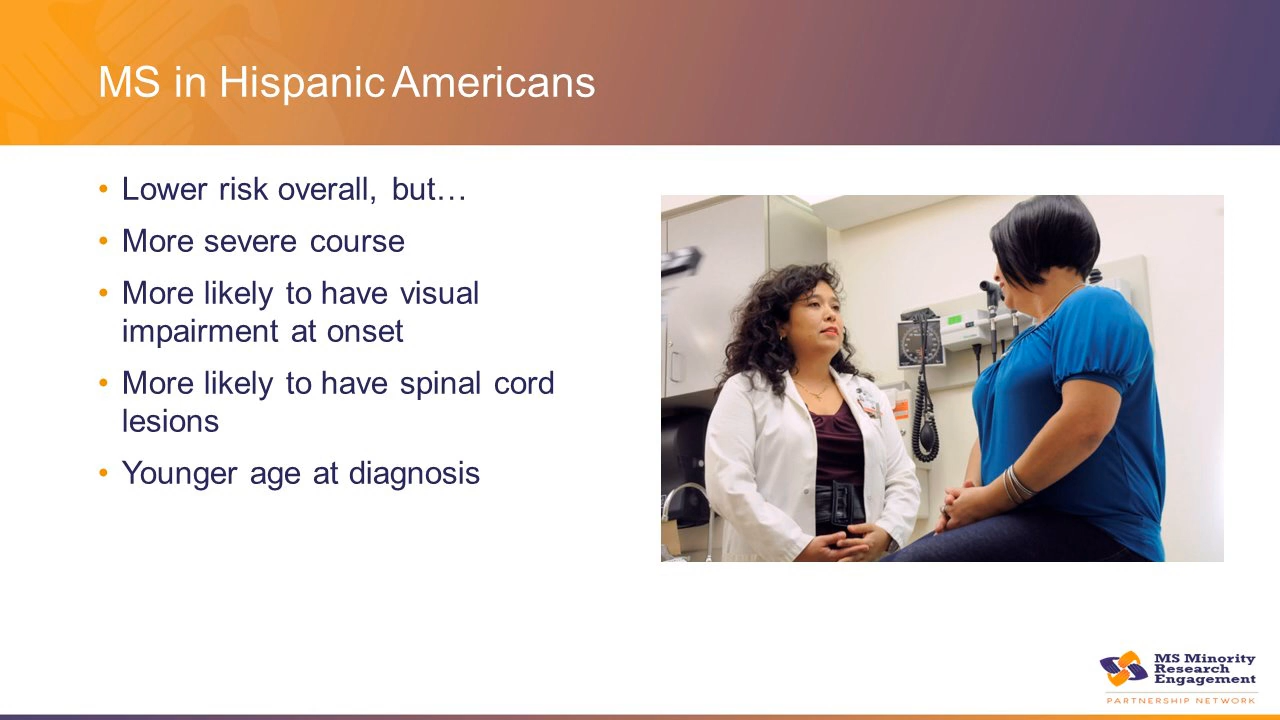 MS in Hispanic Americans
• Lower risk overall, but…
• More severe course
• More likely to have visual
impairment at onset
• More likely to have spinal cord
lesions
• Younger age at diagnosis
MS Minority
Research
Engagement
PARTNERSHIP NETWORK